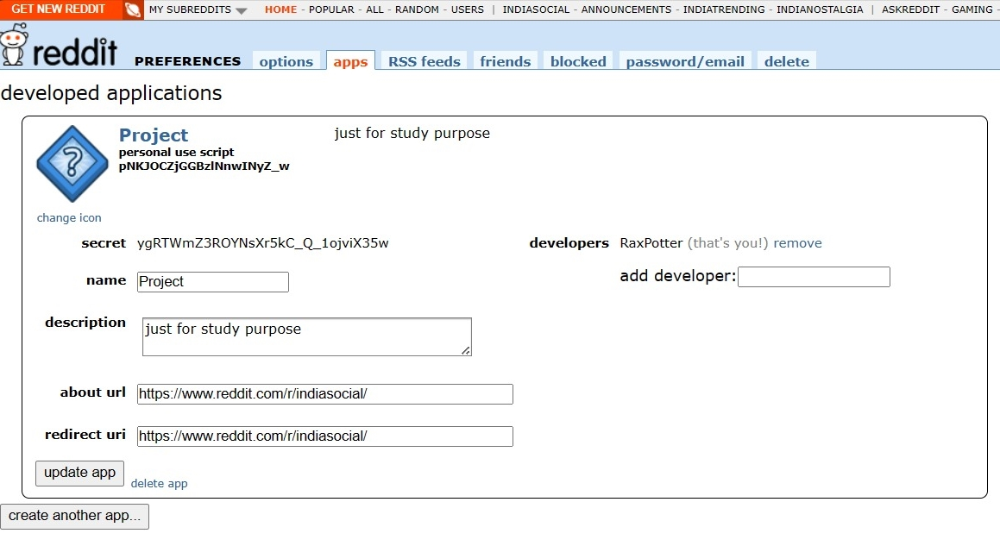 GET NEW REDDIT MY SUBREDDITS HOME - POPULAR - ALL - RANDOM - USERS | INDIASOCIAL - ANNOUNCEMENTS - INDIATRENDING - INDIANOSTALGIA | ASKREDDIT - GAMING -
reddit PREFERENCES options apps RSS feeds friends blocked password/email delete
developed applications
Project just for study purpose
personal use script
pNKJOCZjGGBzlNnwINyZ_w
change icon
secret ygRTWmZ3ROYNsXr5kC_Q_1ojviX35w developers RaxPotter (that's you!) remove
name Project add developer:
description just for study purpose
about url https://www.reddit.com/r/indiasocial/
redirect uri https://www.reddit.com/r/indiasocial/
update app delete app
create another app...